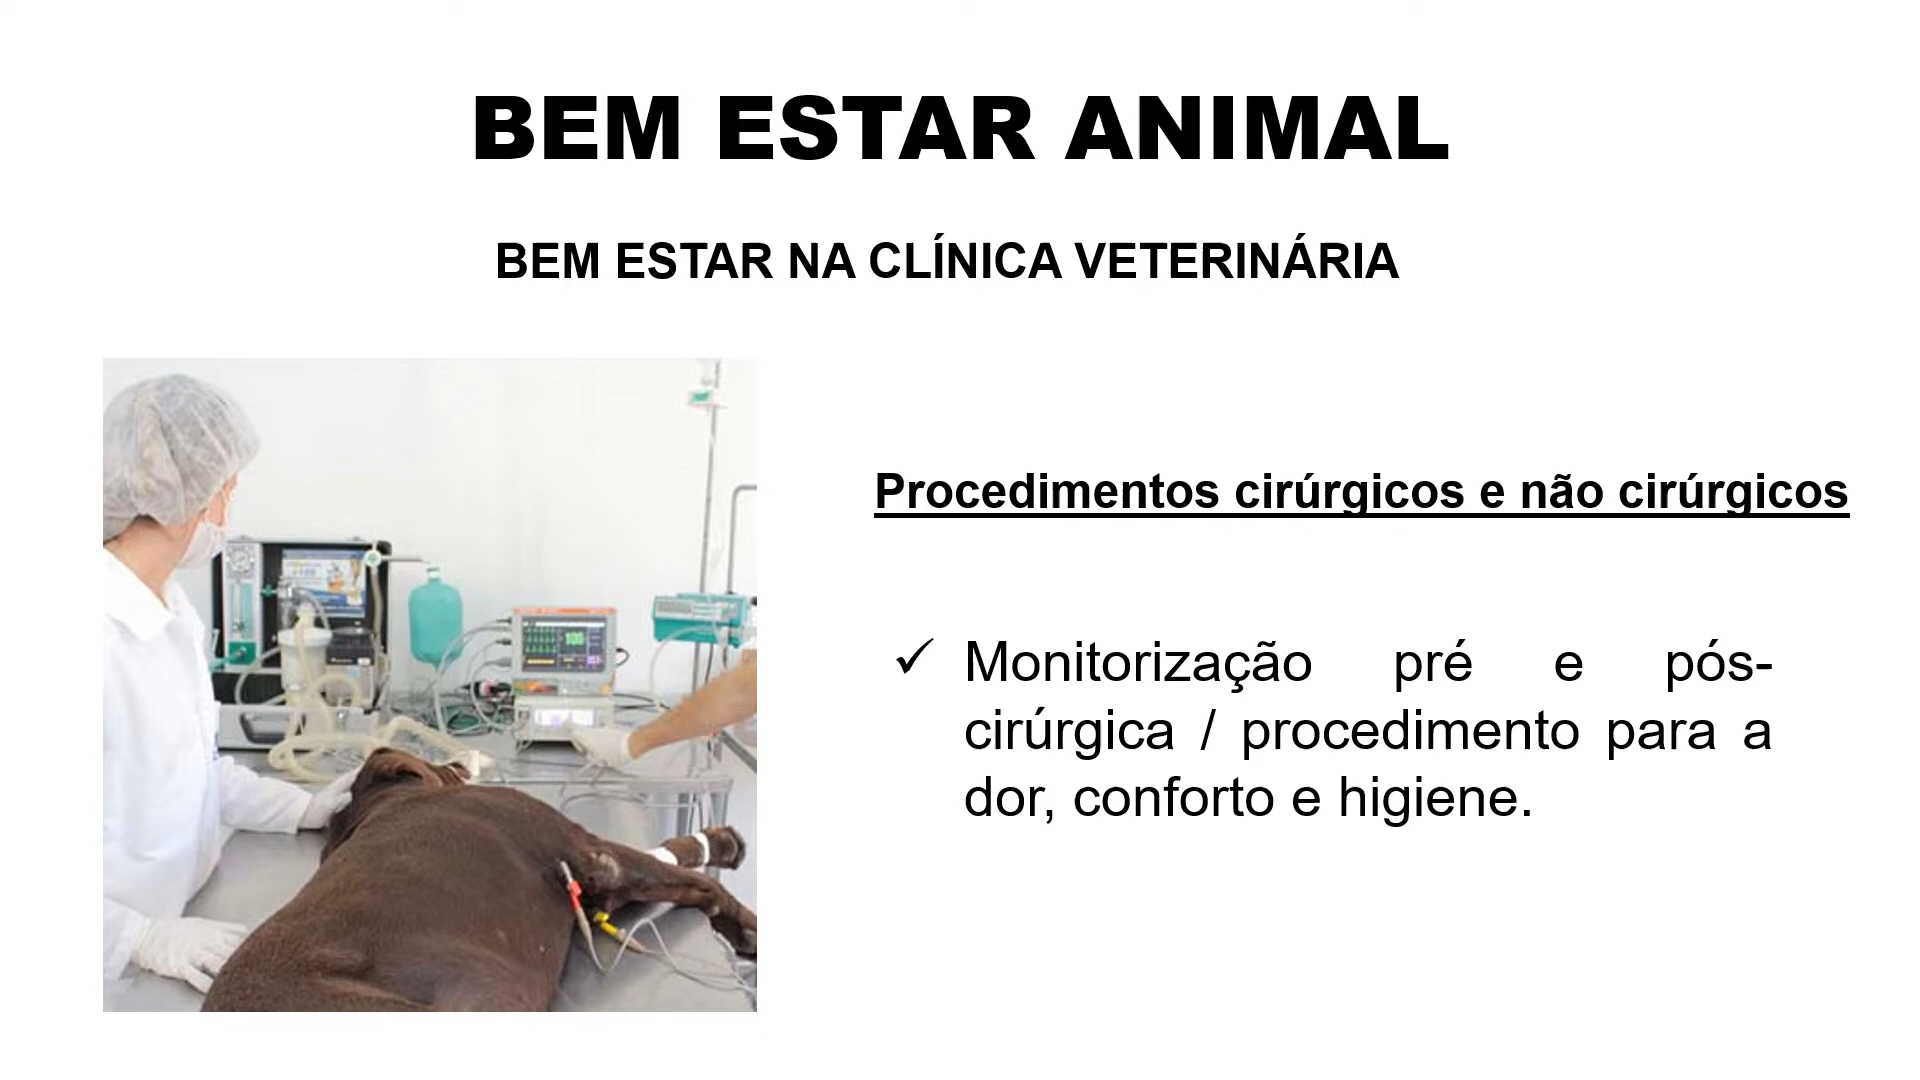 BEM ESTAR ANIMAL
BEM ESTAR NA CLÍNICA VETERINÁRIA
Procedimentos cirúrgicos e não cirúrgicos
✓ Monitorização pré e pós-
cirúrgica / procedimento para a
dor, conforto e higiene.